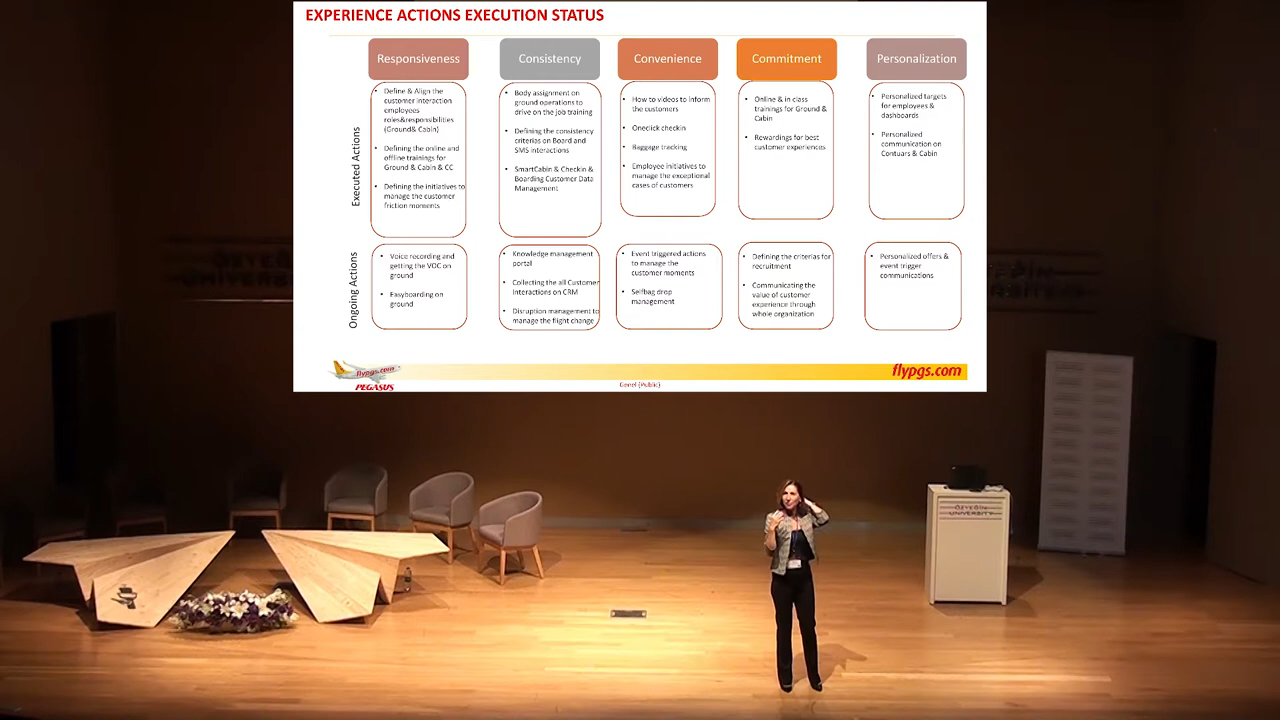 EXPERIENCE ACTIONS EXECUTION STATUS
Responsiveness
Consistency
Convenience
Commitment
Personalization
Executed Actions
• Define & Align the
customer interaction
employees
roles&responsibilities
(Ground& Cabin)
• Defining the online and
offline trainings for
Ground & Cabin & CC
• Defining the initiatives to
manage the customer
friction moments
• Body assignment on
ground operations to
drive on the job training
• Defining the consistency
criterias on Board and
SMS interactions
• SmartCabin & Checkin &
Boarding Customer Data
Management
• How to videos to inform
the customers
• Oneclick checkin
• Baggage tracking
• Employee initiatives to
manage the exceptional
cases of customers
• Online & in class
trainings for Ground &
Cabin
• Rewardings for best
customer experiences
• Personalized targets
for employees &
dashboards
• Personalized
communication on
Contuars & Cabin
Ongoing Actions
• Voice recording and
getting the VOC on
ground
• Easyboarding on
ground
• Knowledge management
portal
• Collecting the all Customer
Interactions on CRM
• Disruption management to
manage the flight change
• Event triggered actions
to manage the
customer moments
• Selfbag drop
management
• Defining the criterias for
recruitment
• Communicating the
value of customer
experience through
whole organization
• Personalized offers &
event trigger
communications
flypgs.com
PEGASUS
Genel (Public)
flypgs.com
ÖZYEĞİN
UNIVERSITY
ÖZYEĞİN
UNIVERSITY
ÖZYEĞİN
UNIVERSITY